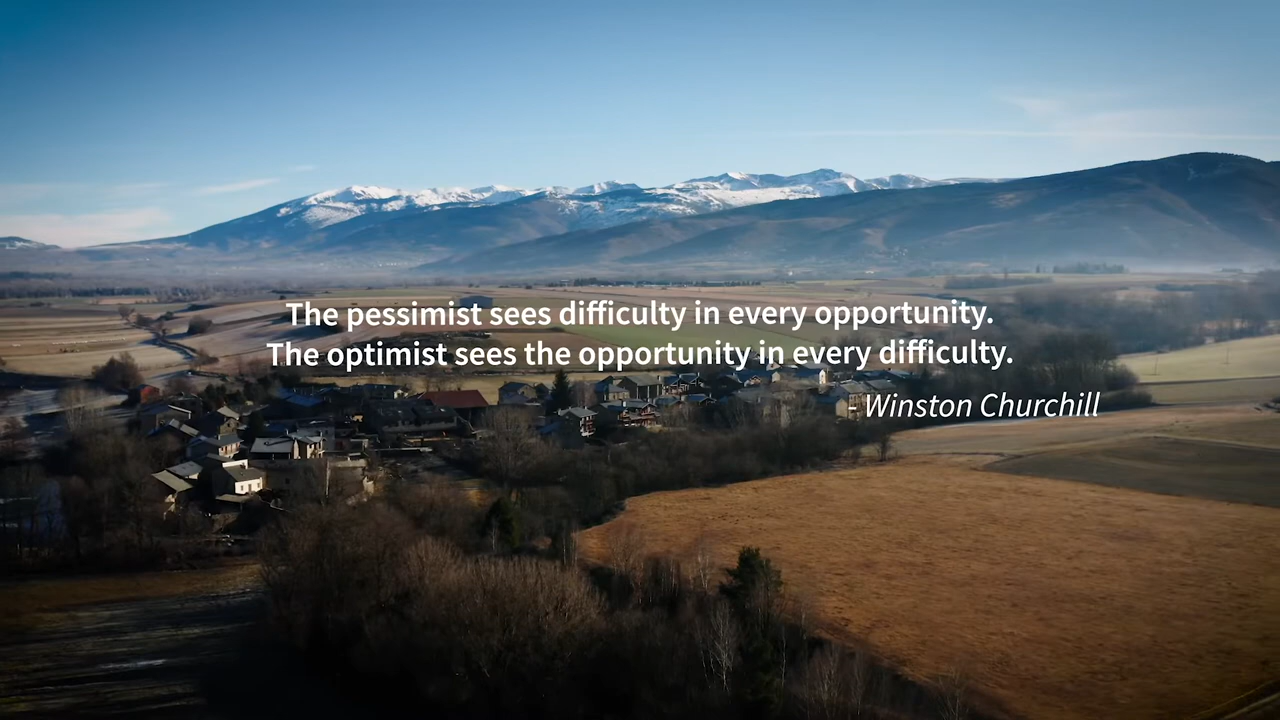 The pessimist sees difficulty in every opportunity.
The optimist sees the opportunity in every difficulty.
Winston Churchill